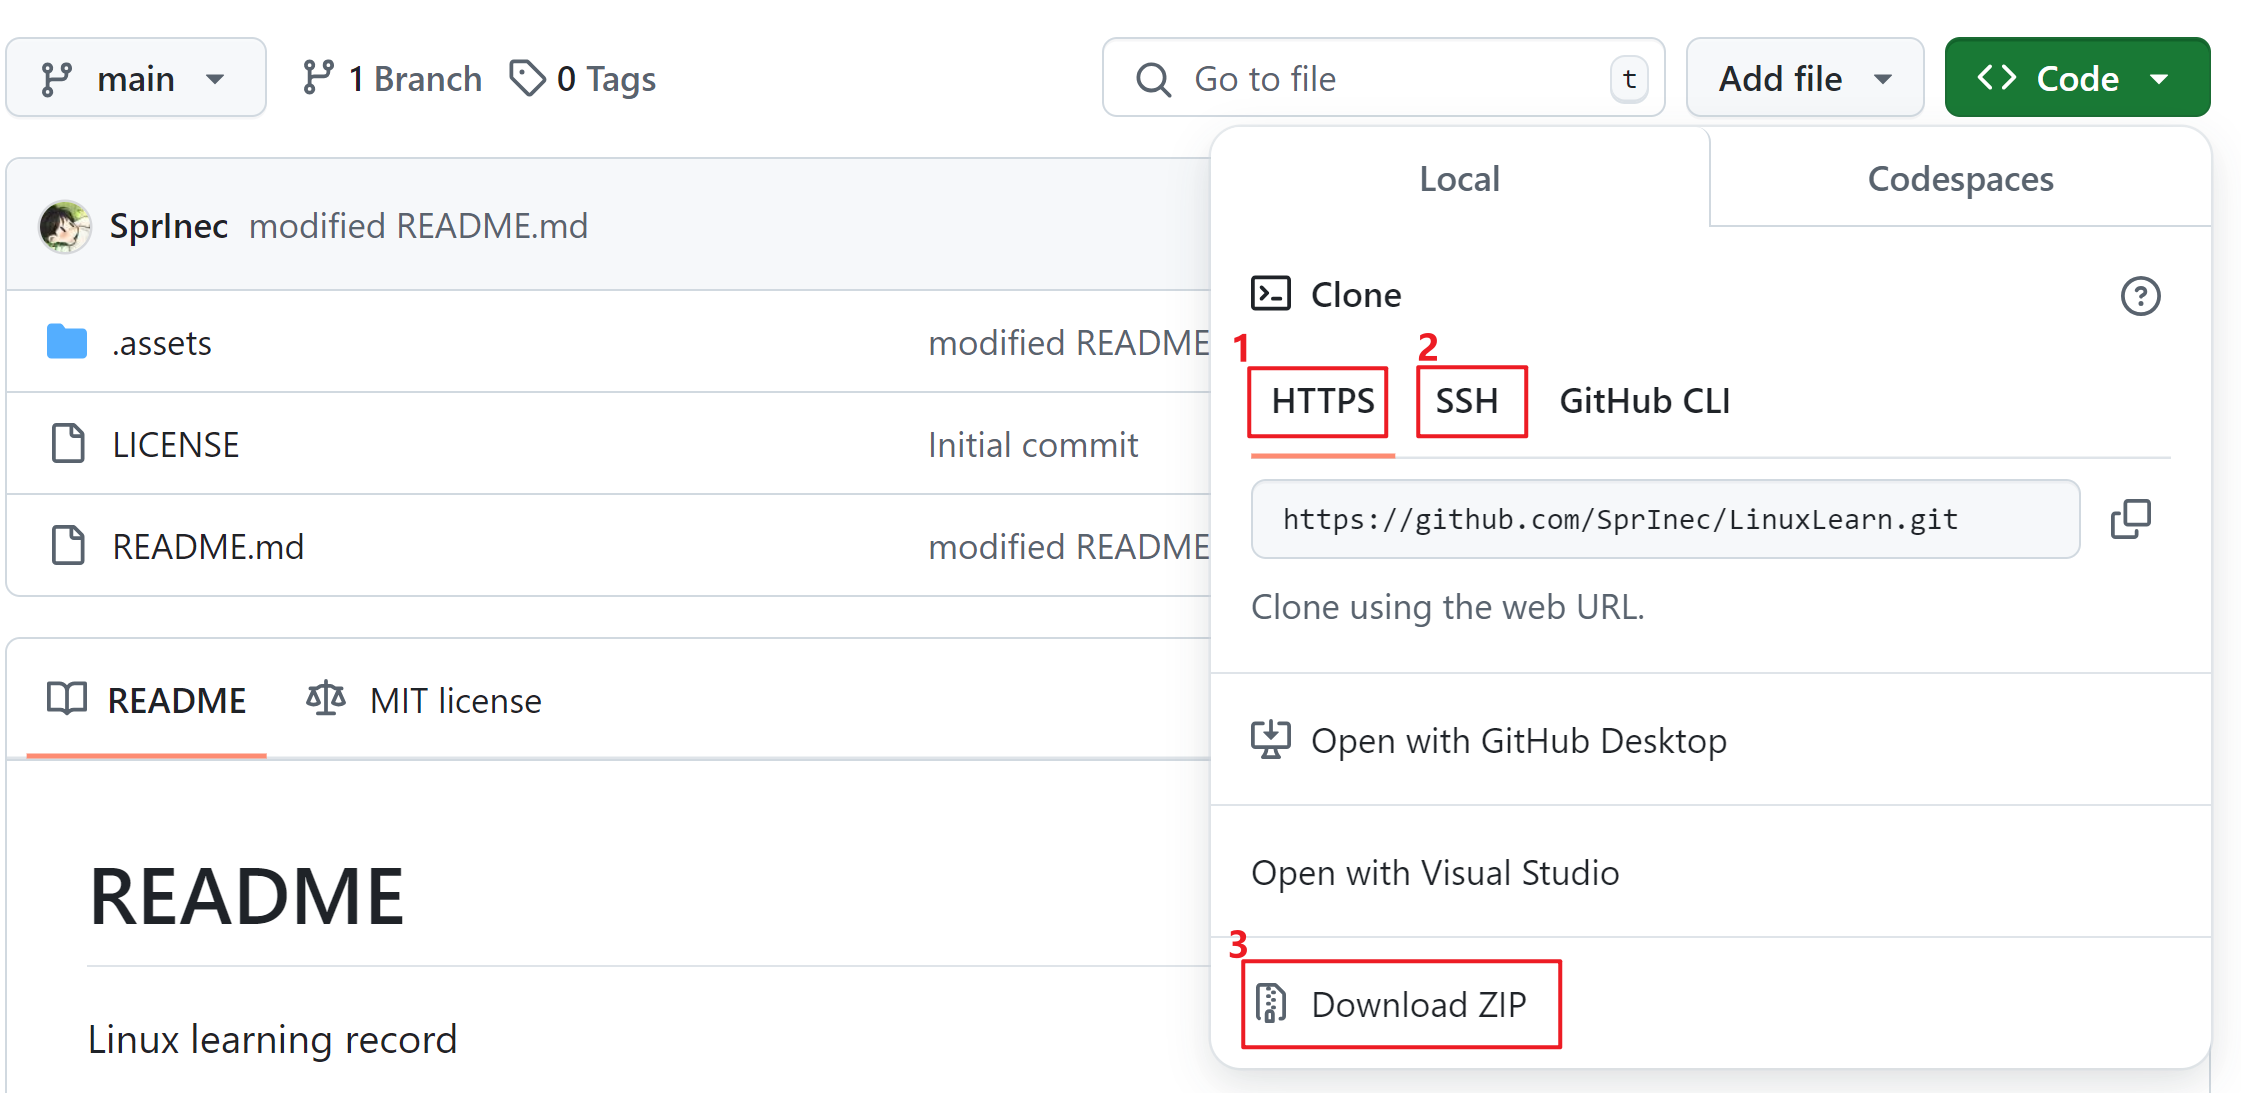 main
1 Branch
0 Tags
Go to file
t
Add file
Code
SprInec modified README.md
.assets
modified README
LICENSE
Initial commit
README.md
modified README
README
MIT license
README
Linux learning record
Local
Codespaces
Clone
1
2
HTTPS
SSH
GitHub CLI
https://github.com/SprInec/LinuxLearn.git
Clone using the web URL.
Open with GitHub Desktop
Open with Visual Studio
3
Download ZIP